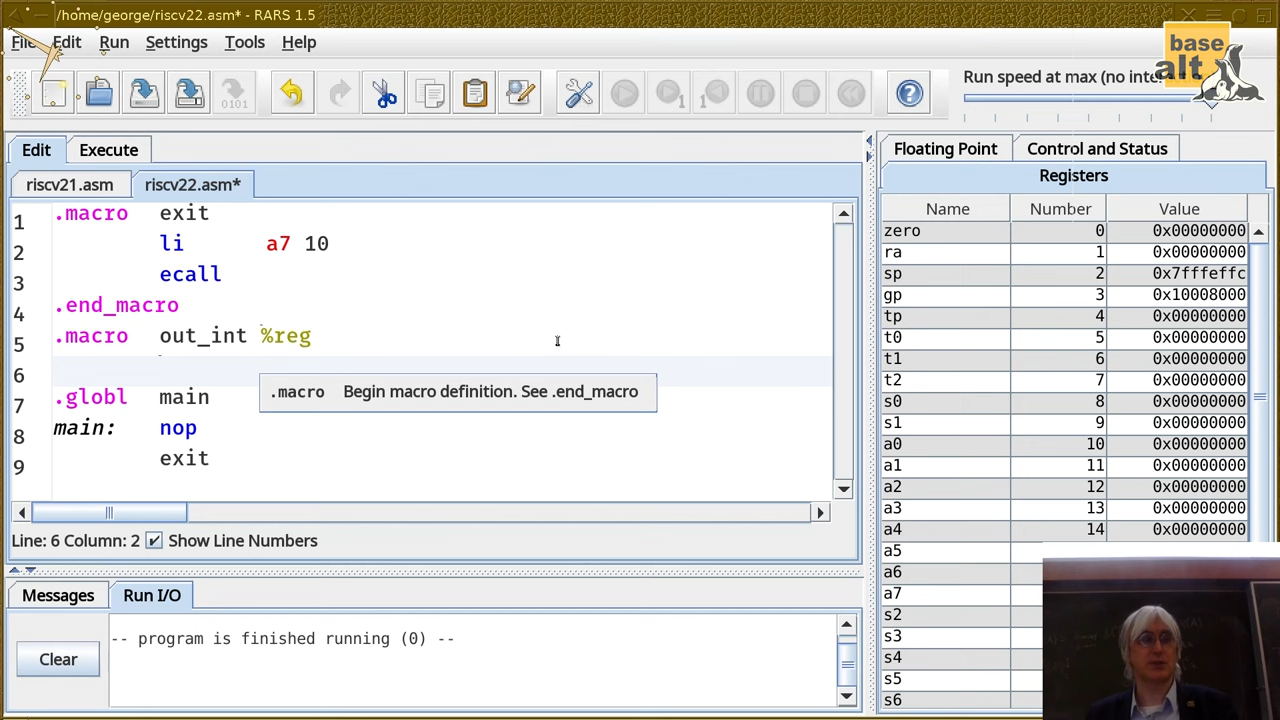 /home/george/riscv22.asm* - RARS 1.5
File Edit Run Settings Tools Help
base
alt
0101
1
1
?
Run speed at max (no inte
Edit Execute
riscv21.asm riscv22.asm*
1 .macro exit
2 li a7 10
3 ecall
4 .end_macro
5 .macro out_int %reg
6
7 .globl main
8 main: nop
9 exit
.macro Begin macro definition. See .end_macro
Line: 6 Column: 2 Show Line Numbers
Messages Run I/O
Clear
-- program is finished running (0) --
Floating Point Control and Status
Registers
Name Number Value
zero 0 0x00000000
ra 1 0x00000000
sp 2 0x7fffeffc
gp 3 0x10008000
tp 4 0x00000000
t0 5 0x00000000
t1 6 0x00000000
t2 7 0x00000000
s0 8 0x00000000
s1 9 0x00000000
a0 10 0x00000000
a1 11 0x00000000
a2 12 0x00000000
a3 13 0x00000000
a4 14 0x00000000
a5
a6
a7
s2
s3
s4
s5
s6